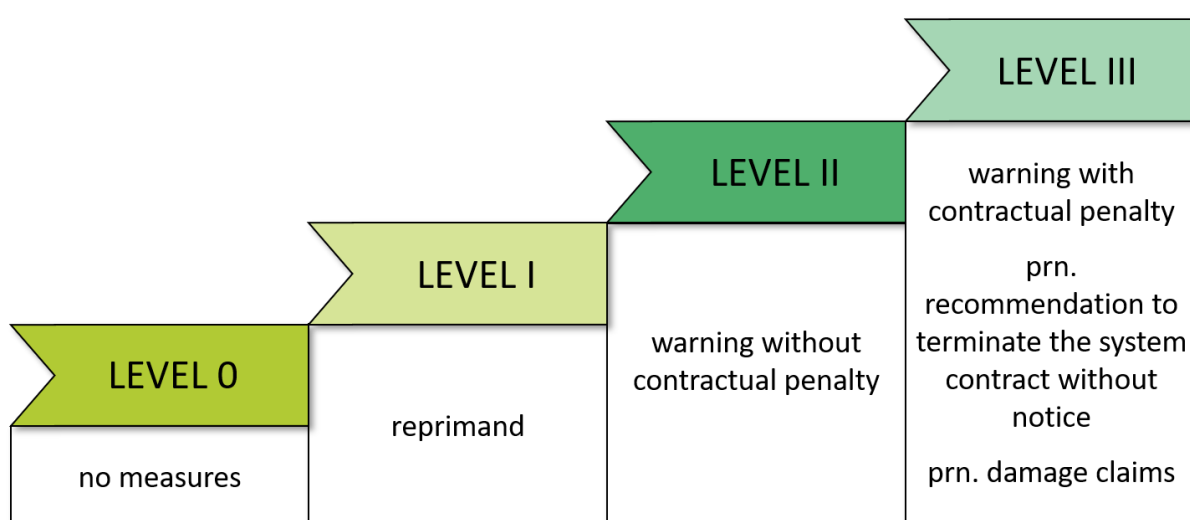 LEVEL 0
no measures
LEVEL I
reprimand
LEVEL II
warning without
contractual penalty
LEVEL III
warning with
contractual penalty
prn.
recommendation to
terminate the system
contract without
notice
prn. damage claims